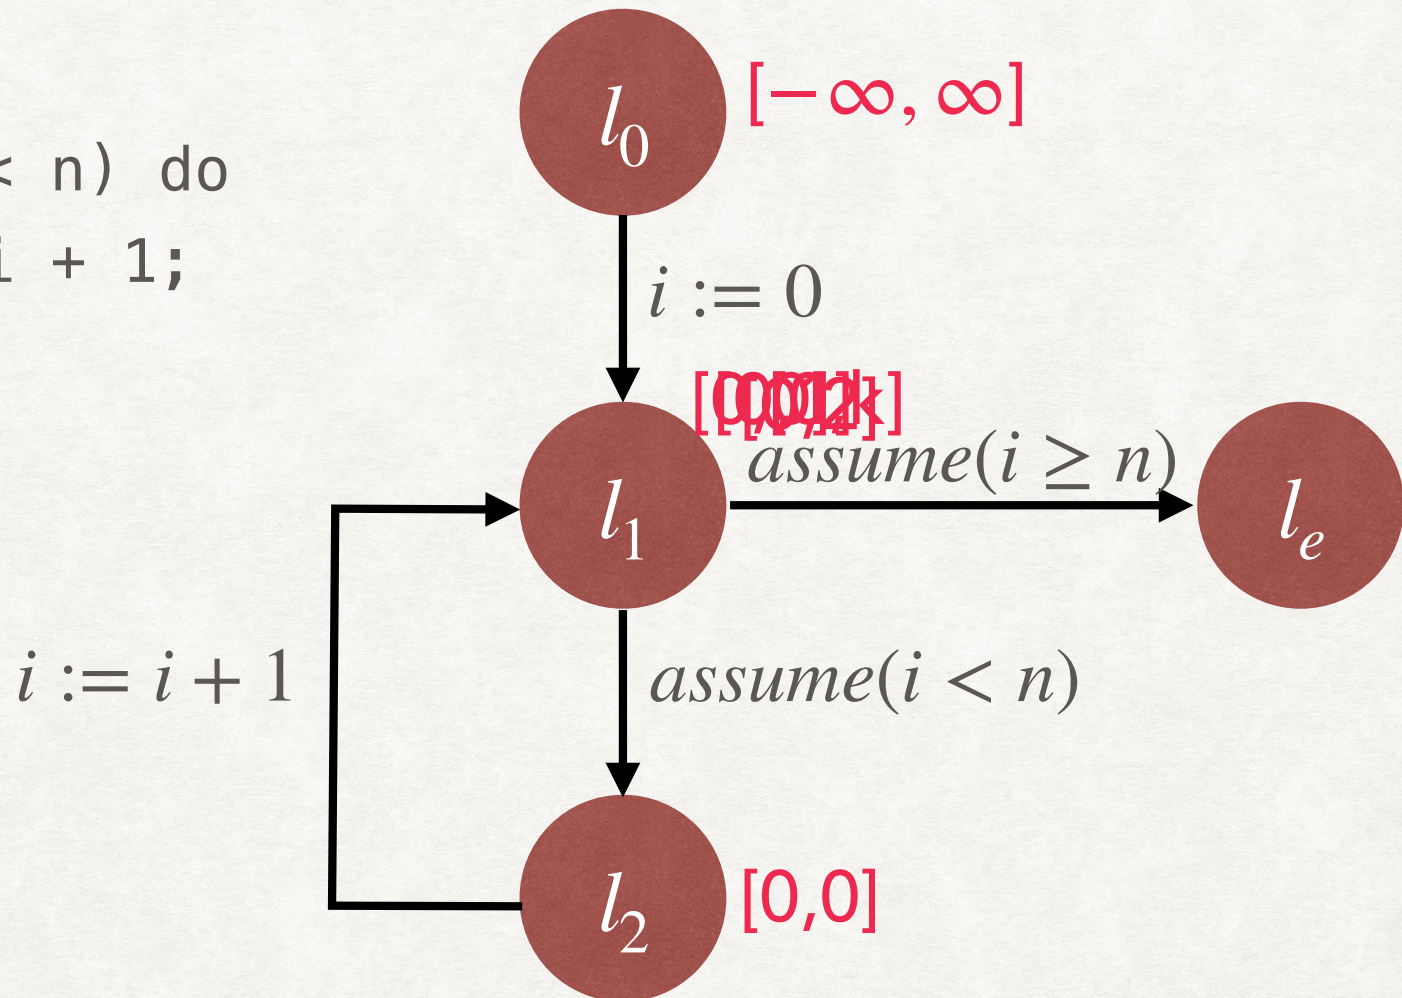 [−∞, ∞]
l0
< n) do
i + 1;
i := 0
assume(i ≥ n)
l1
le
i := i + 1
assume(i < n)
l2
[0,0]